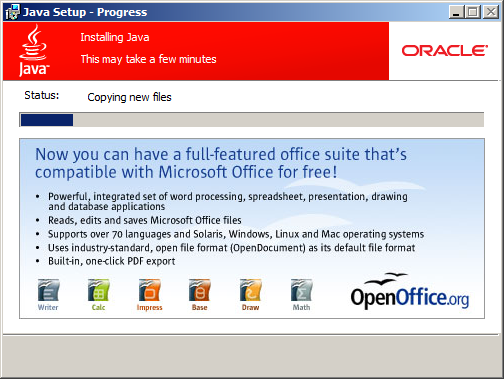 Java Setup - Progress
Installing Java
This may take a few minutes
Java
ORACLE
Status: Copying new files
Now you can have a full-featured office suite that's
compatible with Microsoft Office for free!
• Powerful, integrated set of word processing, spreadsheet, presentation, drawing
and database applications
• Reads, edits and saves Microsoft Office files
• Supports over 70 languages and Solaris, Windows, Linux and Mac operating systems
• Uses industry-standard, open file format (OpenDocument) as its default file format
• Built-in, one-click PDF export
Writer Calc Impress Base Draw Math
OpenOffice.org